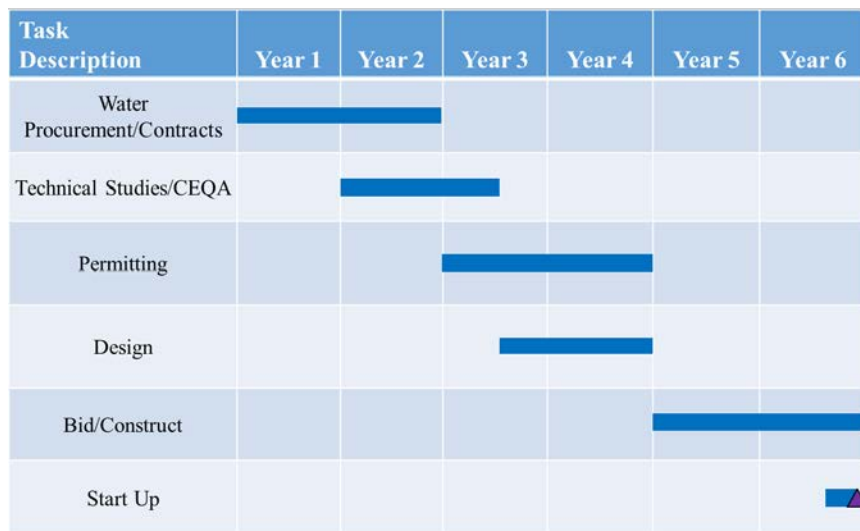 Task
Description Year 1 Year 2 Year 3 Year 4 Year 5 Year 6
Water
Procurement/Contracts
Technical Studies/CEQA
Permitting
Design
Bid/Construct
Start Up